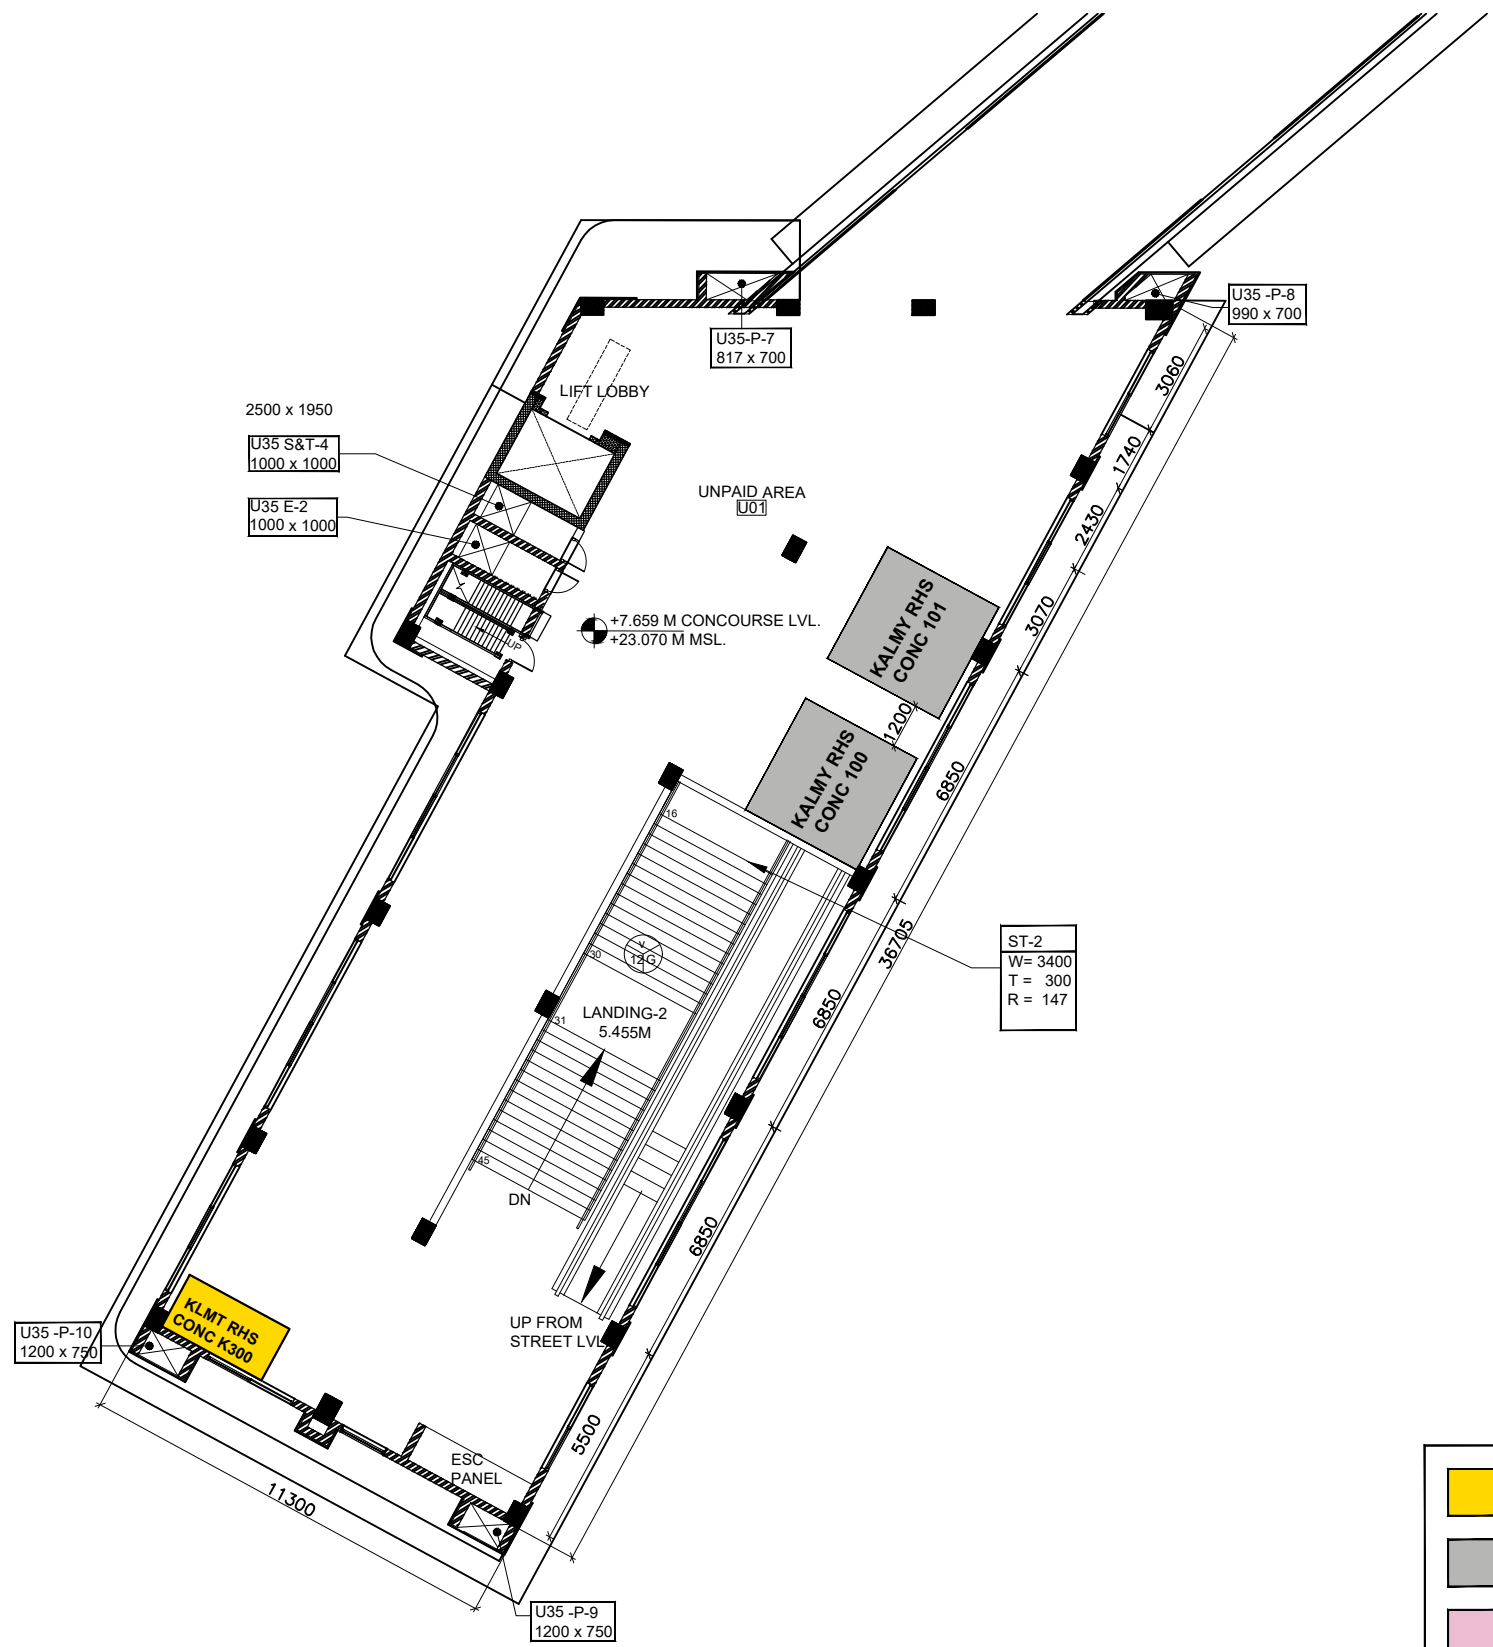 U35 -P-8
990 x 700
U35-P-7
817 x 700
3060
LIFT LOBBY
2500 x 1950
U35 S&T-4
1000 x 1000
1740
UNPAID AREA
U01
U35 E-2
1000 x 1000
2430
KALMY RHS
CONC 101
+7.659 M CONCOURSE LVL.
+23.070 M MSL.
UP
3070
1200
KALMY RHS
CONC 100
6850
16
36705
ST-2
W= 3400
T = 300
R = 147
30
V
12 G
LANDING-2
5.455M
31
6850
45
DN
6850
KLMT RHS
CONC K300
UP FROM
STREET LVL
U35 -P-10
1200 x 750
5500
ESC
PANEL
11300
U35 -P-9
1200 x 750